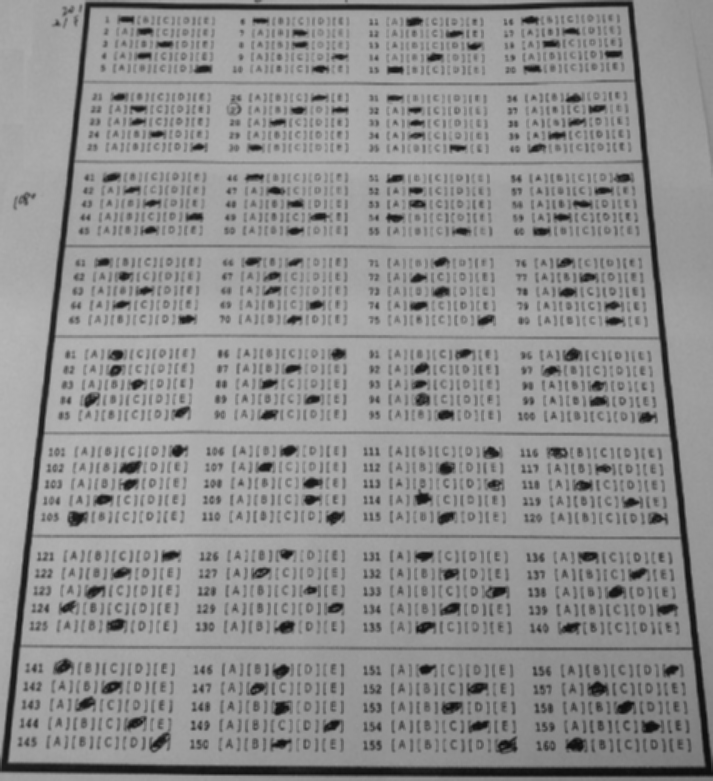 1 [B][C][D][E] 6 [B][C][D][E] 11 [A] [C][D][E] 16 [B][C][D][E]
2 [A] [C][D][E] 7 [A][B] [D][E] 12 [A][B][C] [E] 17 [A][B] [D][E]
3 [A][B] [D][E] 8 [A][B] [D][E] 13 [A][B][C][D] 18 [A] [C][D][E]
4 [A] [C][D][E] 9 [A][B][C][D] 14 [A][B] [D][E] 19 [A][B][C][D]
5 [A][B][C][D] 10 [A][B][C] [E] 15 [B][C][D][E] 20 [B][C][D][E]
21 [B][C][D][E] 26 [A][B][C] [E] 31 [B][C][D][E] 36 [A][B] [D][E]
22 [A] [C][D][E] 27 [A][B] [D] 32 [A] [C][D][E] 37 [A][B][C] [E]
23 [A] [C][D][E] 28 [A] [C][D][E] 33 [A] [C][D][E] 38 [A][B] [D][E]
24 [A][B] [D][E] 29 [A][B][C][D][E] 34 [A] [C][D][E] 39 [A] [C][D][E]
25 [A][B][C][D] 30 [B][C][D][E] 35 [A][B][C] [E] 40 [B][C][D][E]
41 [B][C][D][E] 46 [B][C][D][E] 51 [B][C][D][E] 56 [A][B][C][D]
42 [A] [C][D][E] 47 [A] [C][D][E] 52 [A] [C][D][E] 57 [A][B][C] [E]
43 [A][B] [D][E] 48 [A][B] [D][E] 53 [A] [C][D][E] 58 [A][B] [D][E]
44 [A][B][C][D] 49 [A][B][C] [E] 54 [B][C][D][E] 59 [A] [C][D][E]
45 [A][B] [D][E] 50 [A][B] [D][E] 55 [A][B][C] [E] 60 [B][C][D][E]
61 [B][C][D][E] 66 [B] [D][E] 71 [A][B] [D][E] 76 [A] [C][D][E]
62 [A] [C][D][E] 67 [A] [C][D][E] 72 [A] [C][D][E] 77 [A][B] [D][E]
63 [A][B] [D][E] 68 [A] [C][D][E] 73 [A][B] [D][E] 78 [A] [C][D][E]
64 [A] [C][D][E] 69 [A][B][C] [E] 74 [A] [C][D][E] 79 [A][B][C] [E]
65 [A][B][C][D] 70 [A][B] [D][E] 75 [A][B][C][D] 80 [A][B][C] [E]
81 [A] [C][D][E] 86 [A][B][C][D] 91 [A][B][C] [E] 96 [A] [C][D][E]
82 [A] [C][D][E] 87 [A][B] [D][E] 92 [A] [C][D][E] 97 [B][C][D][E]
83 [A][B] [D][E] 88 [A] [C][D][E] 93 [A] [C][D][E] 98 [A][B] [D][E]
84 [B][C][D][E] 89 [A][B][C] [E] 94 [A] [C][D][E] 99 [A][B] [D][E]
85 [A][B][C][D] 90 [A] [C][D][E] 95 [A][B] [D][E] 100 [A][B][C][D]
101 [A][B][C][D] 106 [A][B] [D][E] 111 [A][B][C][D] 116 [B][C][D][E]
102 [A][B] [D][E] 107 [A] [C][D][E] 112 [A][B] [D][E] 117 [A][B] [D][E]
103 [A][B] [D][E] 108 [A][B][C] [E] 113 [A][B][C][D] 118 [A] [C][D][E]
104 [A] [C][D][E] 109 [A][B][C] [E] 114 [A] [C][D][E] 119 [A][B][C] [E]
105 [B][C][D][E] 110 [A][B][C][D] 115 [A][B] [D][E] 120 [A][B][C][D]
121 [A][B][C][D] 126 [A][B] [D][E] 131 [A] [C][D][E] 136 [A] [C][D][E]
122 [A][B] [D][E] 127 [A] [C][D][E] 132 [A][B] [D][E] 137 [A][B][C] [E]
123 [A] [C][D][E] 128 [A][B][C] [E] 133 [A][B][C][D] 138 [A][B] [D][E]
124 [B][C][D][E] 129 [A][B][C][D] 134 [A][B] [D][E] 139 [A][B][C][D]
125 [A][B] [D][E] 130 [A][B] [D][E] 135 [A] [C][D][E] 140 [B][C][D][E]
141 [B][C][D][E] 146 [A][B] [D][E] 151 [A] [C][D][E] 156 [A][B][C][D]
142 [A][B] [D][E] 147 [A] [C][D][E] 152 [A][B][C] [E] 157 [A] [C][D][E]
143 [A] [C][D][E] 148 [A][B] [D][E] 153 [A][B] [D][E] 158 [A][B] [D][E]
144 [A][B][C] [E] 149 [A][B][C][D] 154 [A][B][C] [E] 159 [A][B][C] [E]
145 [A][B][C][D] 150 [A][B] [D][E] 155 [A][B][C][D] 160 [B][C][D][E]